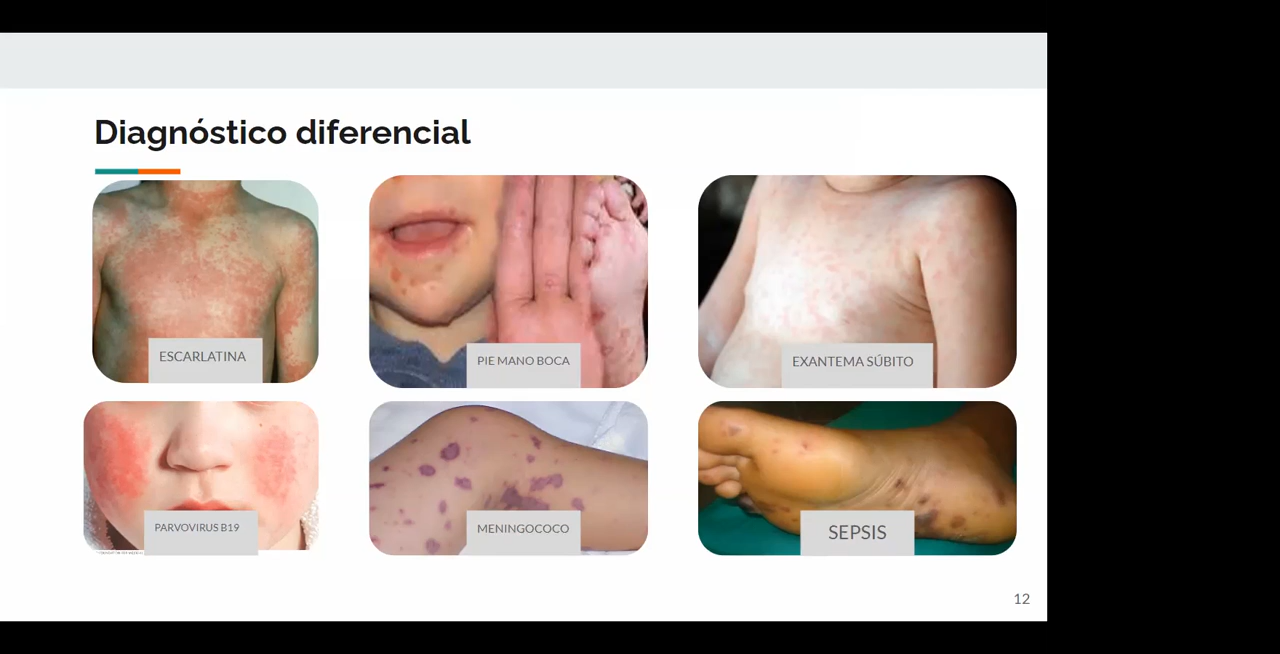 Diagnóstico diferencial
ESCARLATINA
PIE MANO BOCA
EXANTEMA SÚBITO
PARVOVIRUS B19
MENINGOCOCO
SEPSIS
12